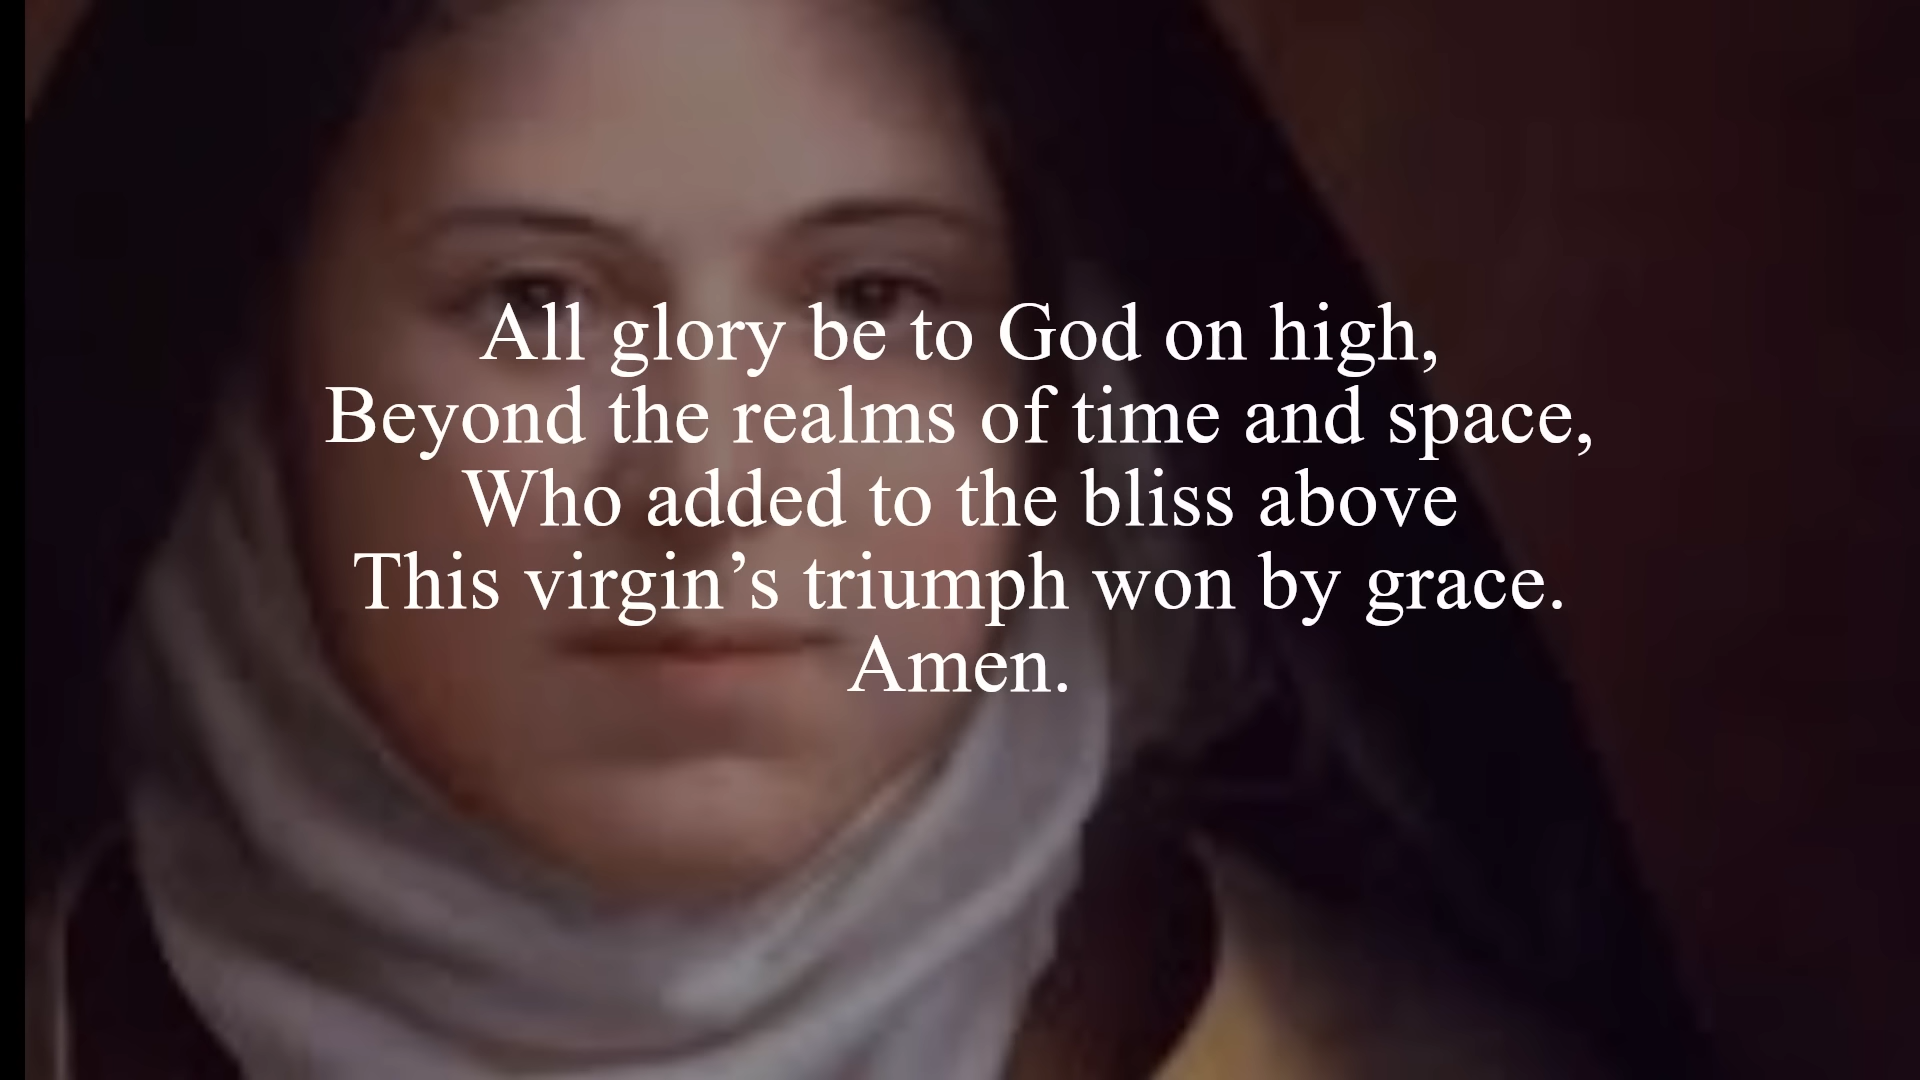 All glory be to God on high,
Beyond the realms of time and space,
Who added to the bliss above
This virgin’s triumph won by grace.
Amen.